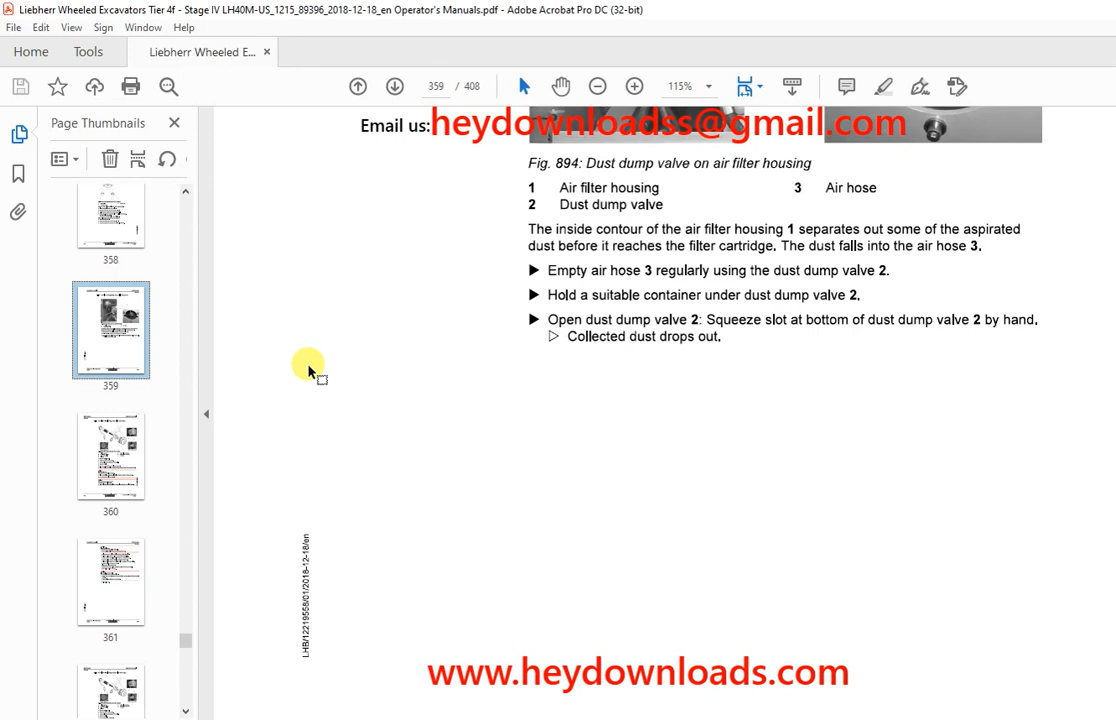 Liebherr Wheeled Excavators Tier 4f - Stage IV LH40M-US_1215_89396_2018-12-18_en Operator's Manuals.pdf - Adobe Acrobat Pro DC (32-bit)
File Edit View Sign Window Help
Home Tools Liebherr Wheeled E... ×
359 / 408 115%
Page Thumbnails
Email us:heydownloadss@gmail.com
Fig. 894: Dust dump valve on air filter housing
1 Air filter housing 3 Air hose
2 Dust dump valve
The inside contour of the air filter housing 1 separates out some of the aspirated
dust before it reaches the filter cartridge. The dust falls into the air hose 3.
Empty air hose 3 regularly using the dust dump valve 2.
Hold a suitable container under dust dump valve 2.
Open dust dump valve 2: Squeeze slot at bottom of dust dump valve 2 by hand.
Collected dust drops out.
358
359
360
361
LHB/12219558/01/2018-12-18/en
www.heydownloads.com